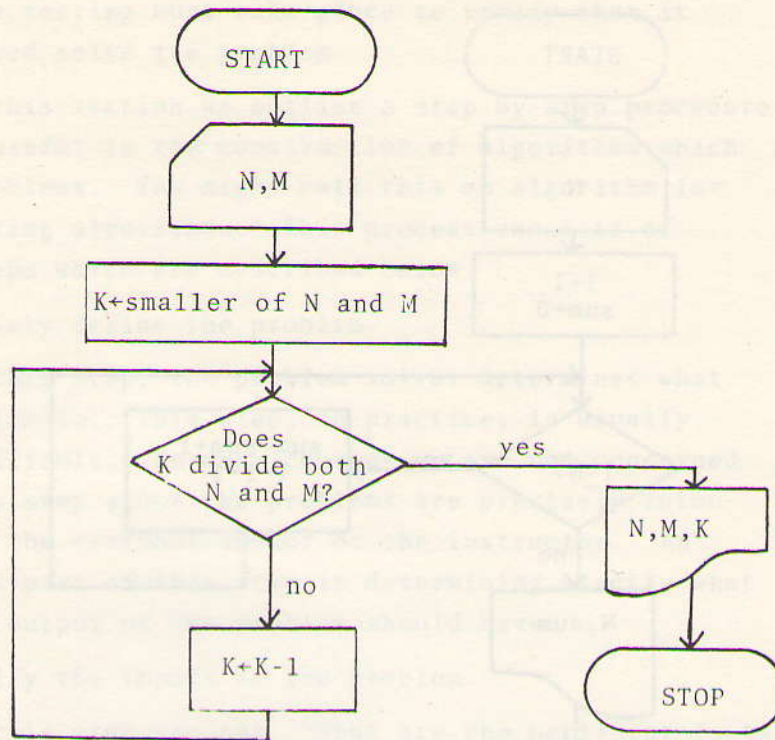 START
N,M
K←smaller of N and M
Does
K divide both
N and M?
yes
no
K←K-1
N,M,K
STOP